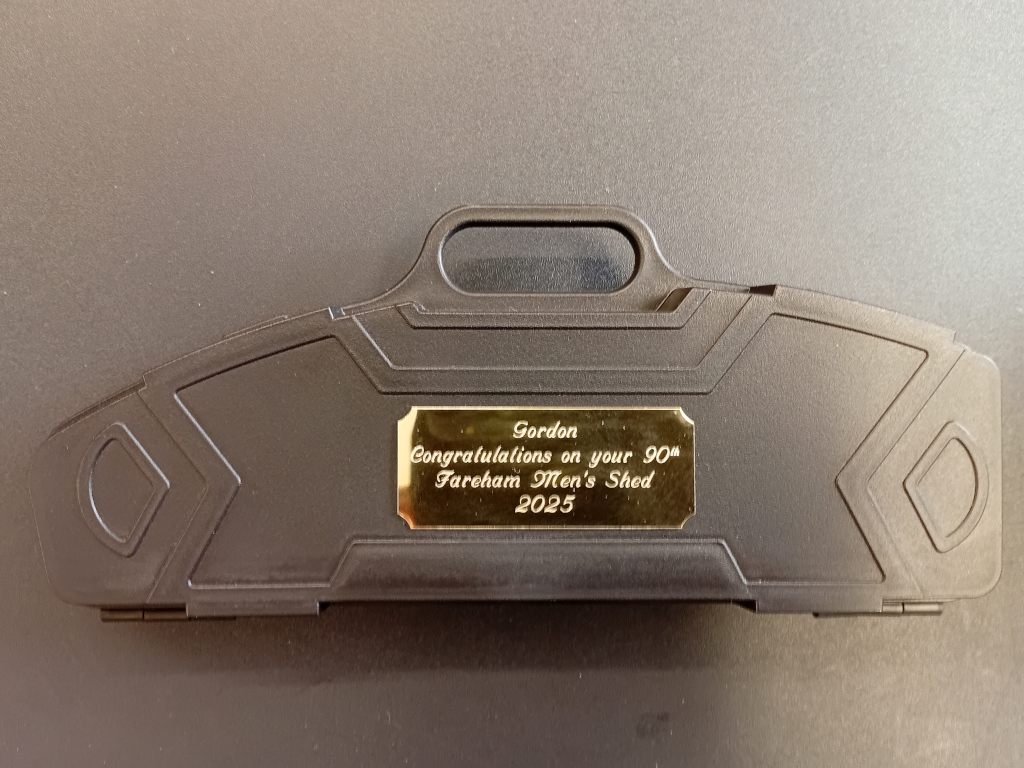 Gordon
Congratulations on your 90th
Fareham Men's Shed
2025